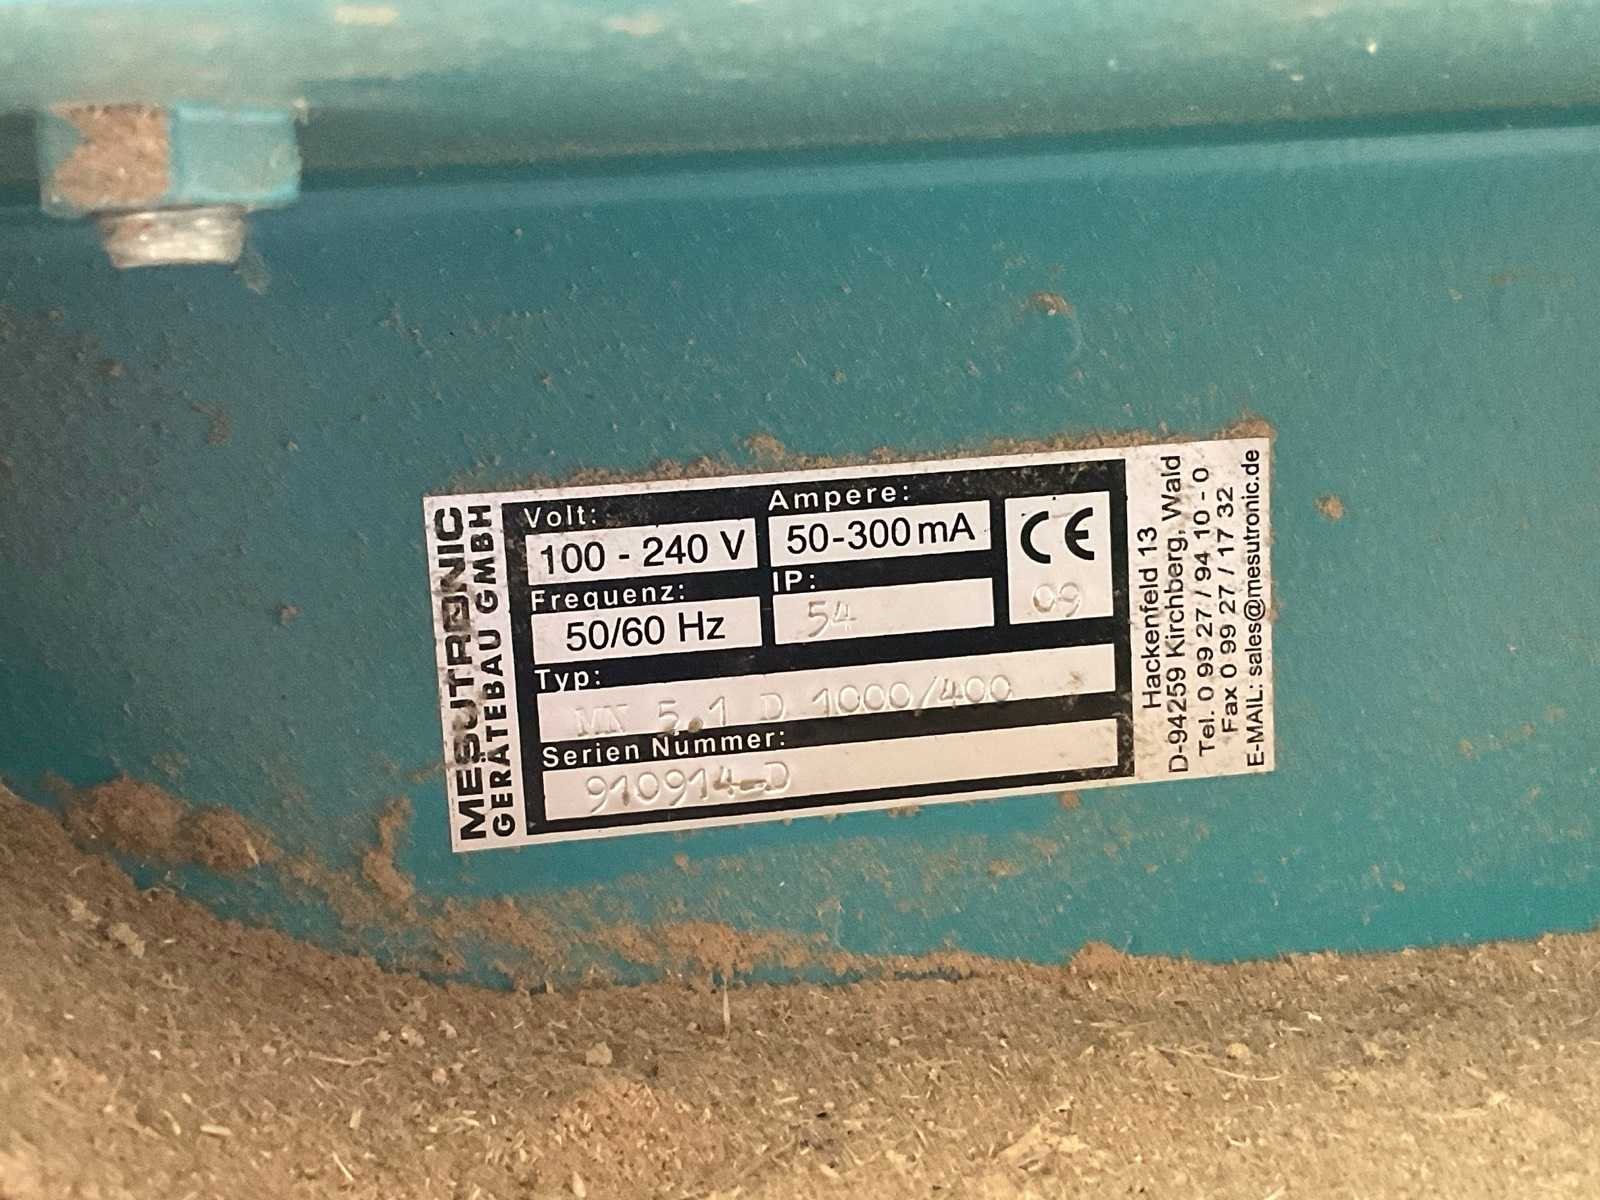 MESUTRONIC
GERÄTEBAU GMBH
Volt:
100 - 240 V
Ampere:
50-300 mA
Frequenz:
50/60 Hz
IP:
54
CE
09
Typ:
MN 5.1 D 1000/400
Serien Nummer:
910914-D
Hackenfeld 13
D-94259 Kirchberg, Wald
Tel. 0 99 27 / 94 10 - 0
Fax 0 99 27 / 17 32
E-MAIL: sales@mesutronic.de